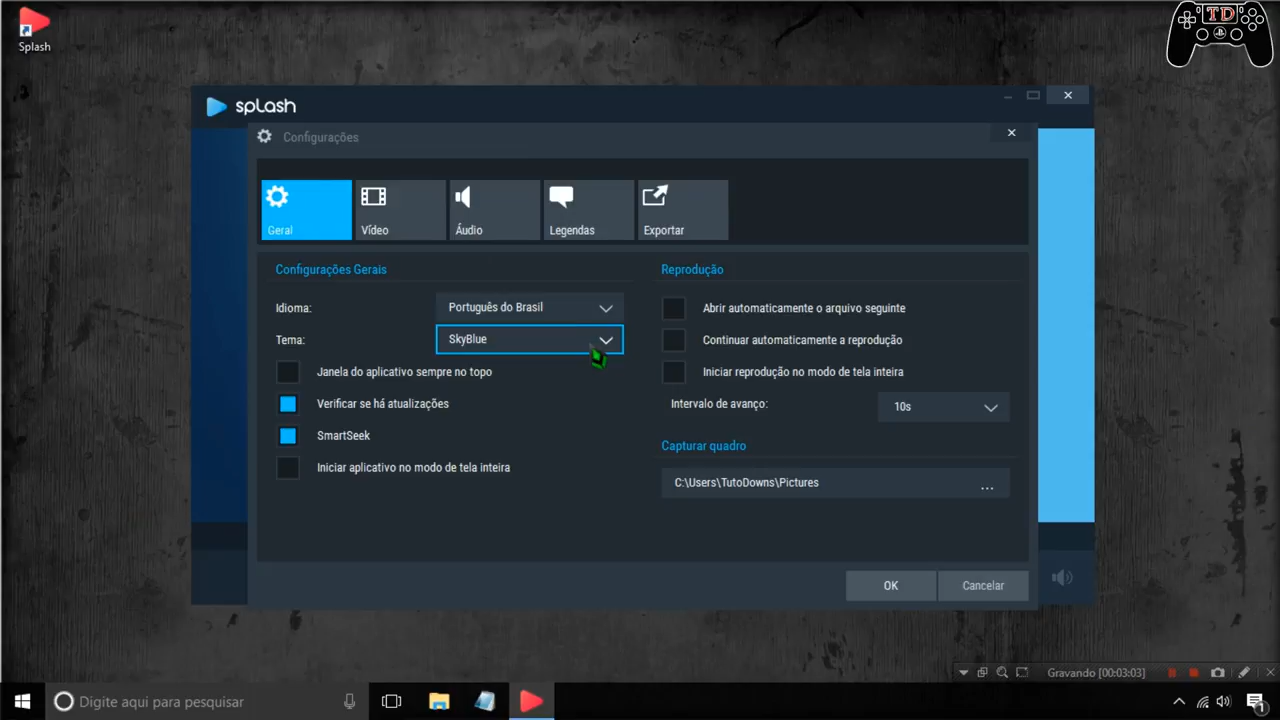 Splash
TD
splash
Configurações
Geral
Vídeo
Áudio
Legendas
Exportar
Configurações Gerais
Idioma:
Português do Brasil
Tema:
SkyBlue
Janela do aplicativo sempre no topo
Verificar se há atualizações
SmartSeek
Iniciar aplicativo no modo de tela inteira
Reprodução
Abrir automaticamente o arquivo seguinte
Continuar automaticamente a reprodução
Iniciar reprodução no modo de tela inteira
Intervalo de avanço:
10s
Capturar quadro
C:\Users\TutoDowns\Pictures
...
OK
Cancelar
Gravando [00:03:03]
Digite aqui para pesquisar
1